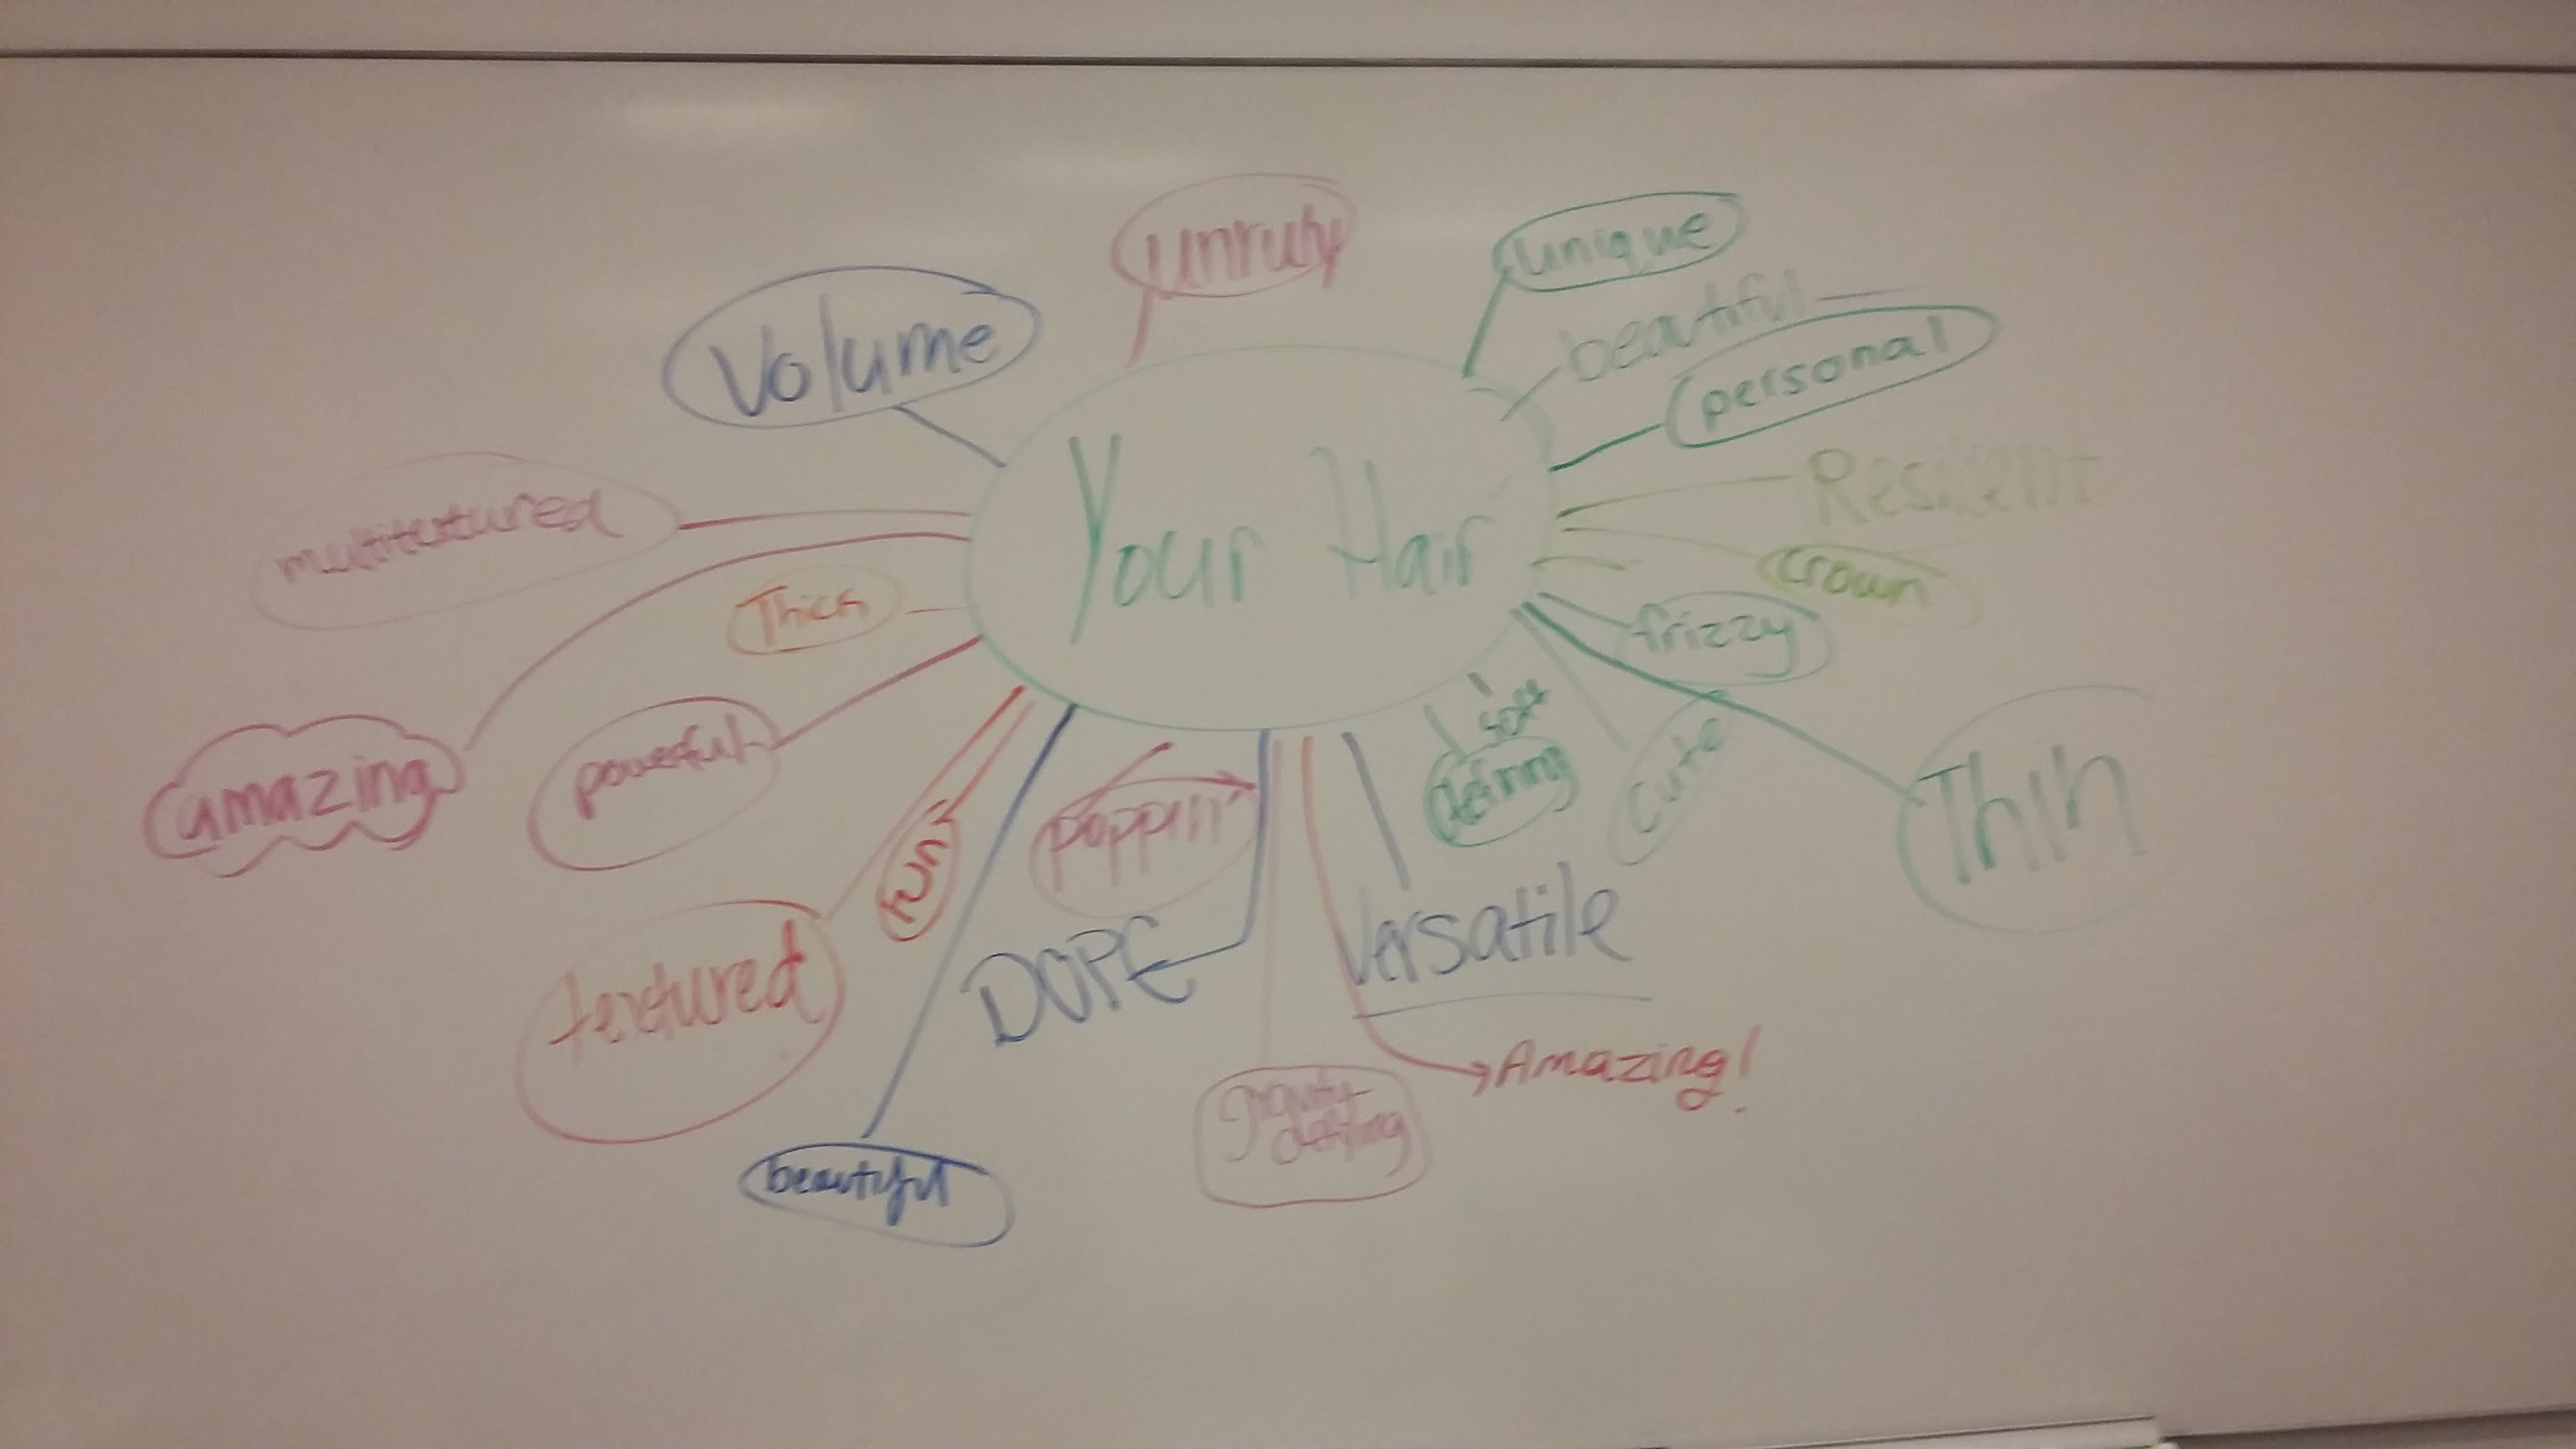 unruly
unique
Volume
beautiful
personal
Your Hair
multitextured
Resilient
crown
Thick
frizzy
amazing
powerful
soft
defining
cute
Thin
fun
poppin'
textured
DOPE
Versatile
Amazing!
gravity
defying
beautiful